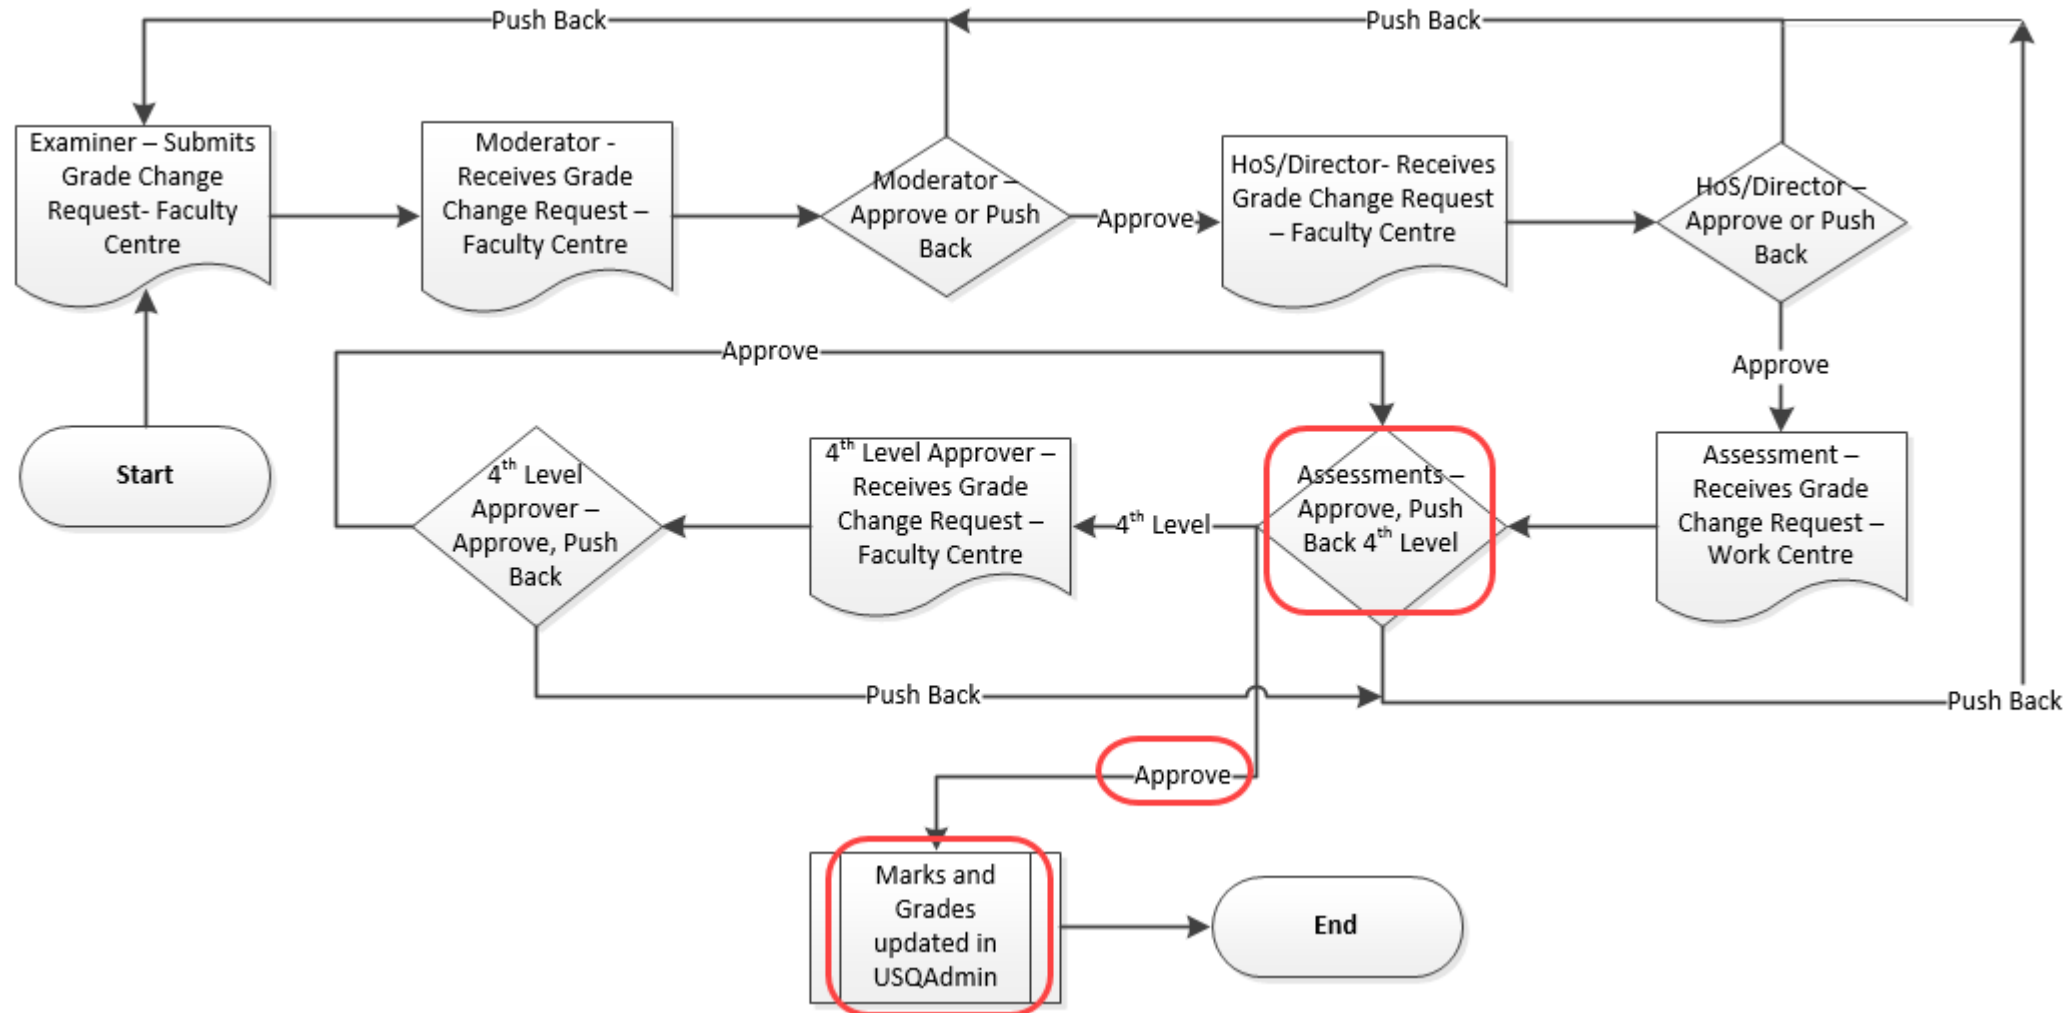 Push Back
Push Back
Examiner – Submits
Grade Change
Request- Faculty
Centre
Moderator -
Receives Grade
Change Request –
Faculty Centre
Moderator –
Approve or Push
Back
Approve
HoS/Director- Receives
Grade Change Request
– Faculty Centre
HoS/Director –
Approve or Push
Back
Approve
Approve
Start
4th Level
Approver –
Approve, Push
Back
4th Level Approver –
Receives Grade
Change Request –
Faculty Centre
4th Level
Assessments –
Approve, Push
Back 4th Level
Assessment –
Receives Grade
Change Request –
Work Centre
Push Back
Push Back
Approve
Marks and
Grades
updated in
USQAdmin
End